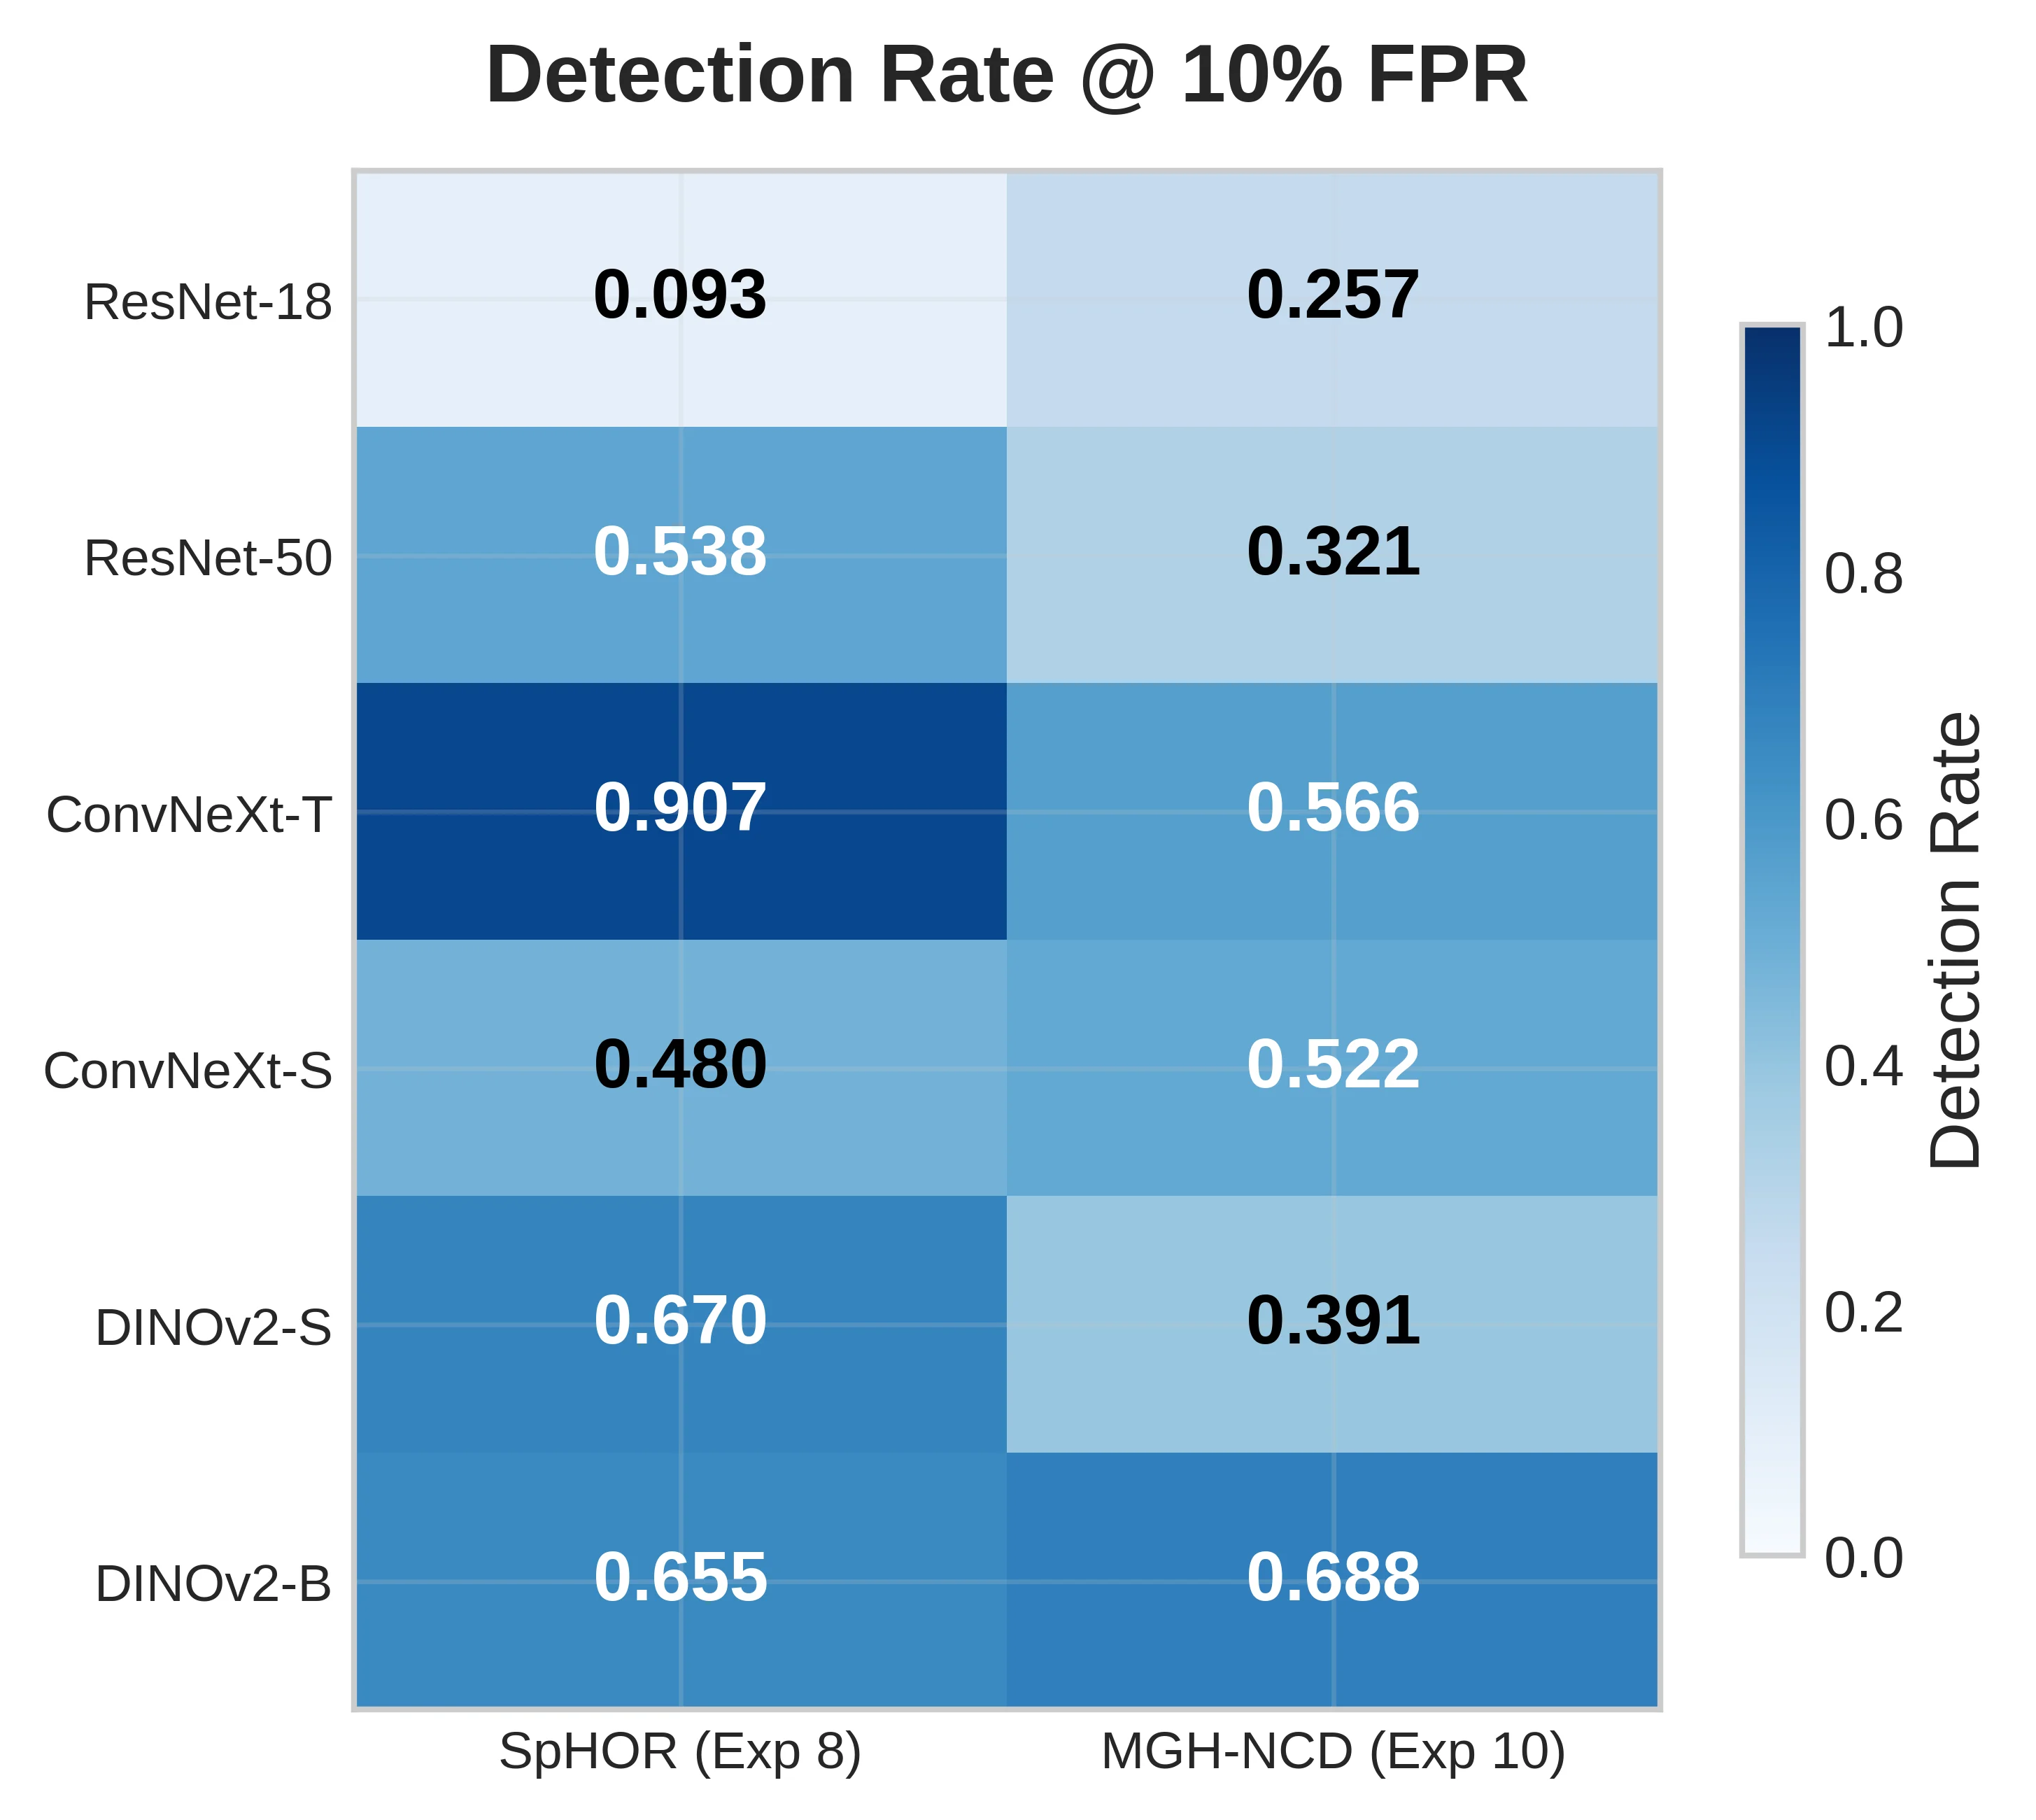 Detection Rate @ 10% FPR
ResNet-18 0.093 0.257
ResNet-50 0.538 0.321
ConvNeXt-T 0.907 0.566
ConvNeXt-S 0.480 0.522
DINOv2-S 0.670 0.391
DINOv2-B 0.655 0.688
SpHOR (Exp 8) MGH-NCD (Exp 10)
1.0
0.8
0.6
0.4
0.2
0.0
Detection Rate